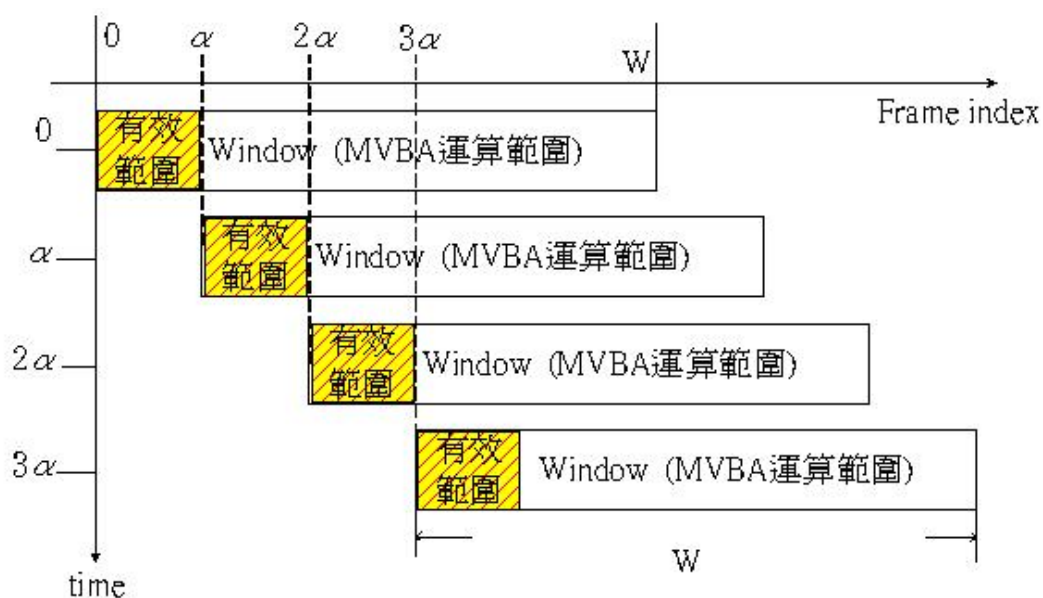 0 α 2α 3α
W
Frame index
0
有效
範圍
Window (MVBA運算範圍)
α
有效
範圍
Window (MVBA運算範圍)
2α
有效
範圍
Window (MVBA運算範圍)
3α
有效
範圍
Window (MVBA運算範圍)
W
time